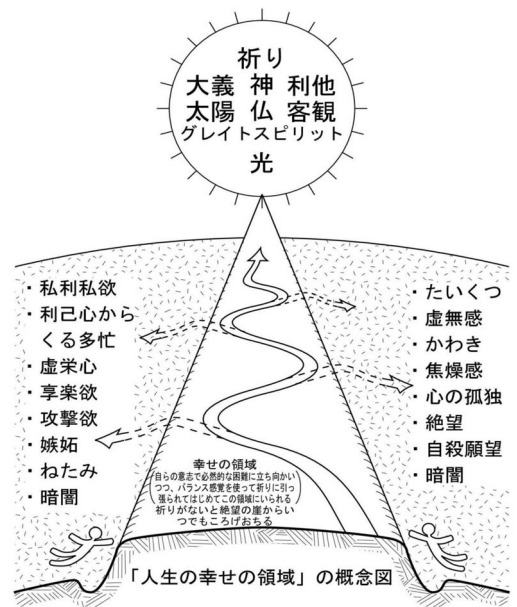 祈り
大義 神 利他
太陽 仏 客観
グレイトスピリット
光
・私利私欲
・利己心から
くる多忙
・虚栄心
・享楽欲
・攻撃欲
・嫉妬
・ねたみ
・暗闇
・たいくつ
・虚無感
・かわき
・焦燥感
・心の孤独
・絶望
・自殺願望
・暗闇
幸せの領域
自らの意志で必然的な困難に立ち向かい
つつ、バランス感覚を使って祈りに引っ
張られてはじめてこの領域にいられる
祈りがないと絶望の崖からい
つでもころげおちる
「人生の幸せの領域」の概念図